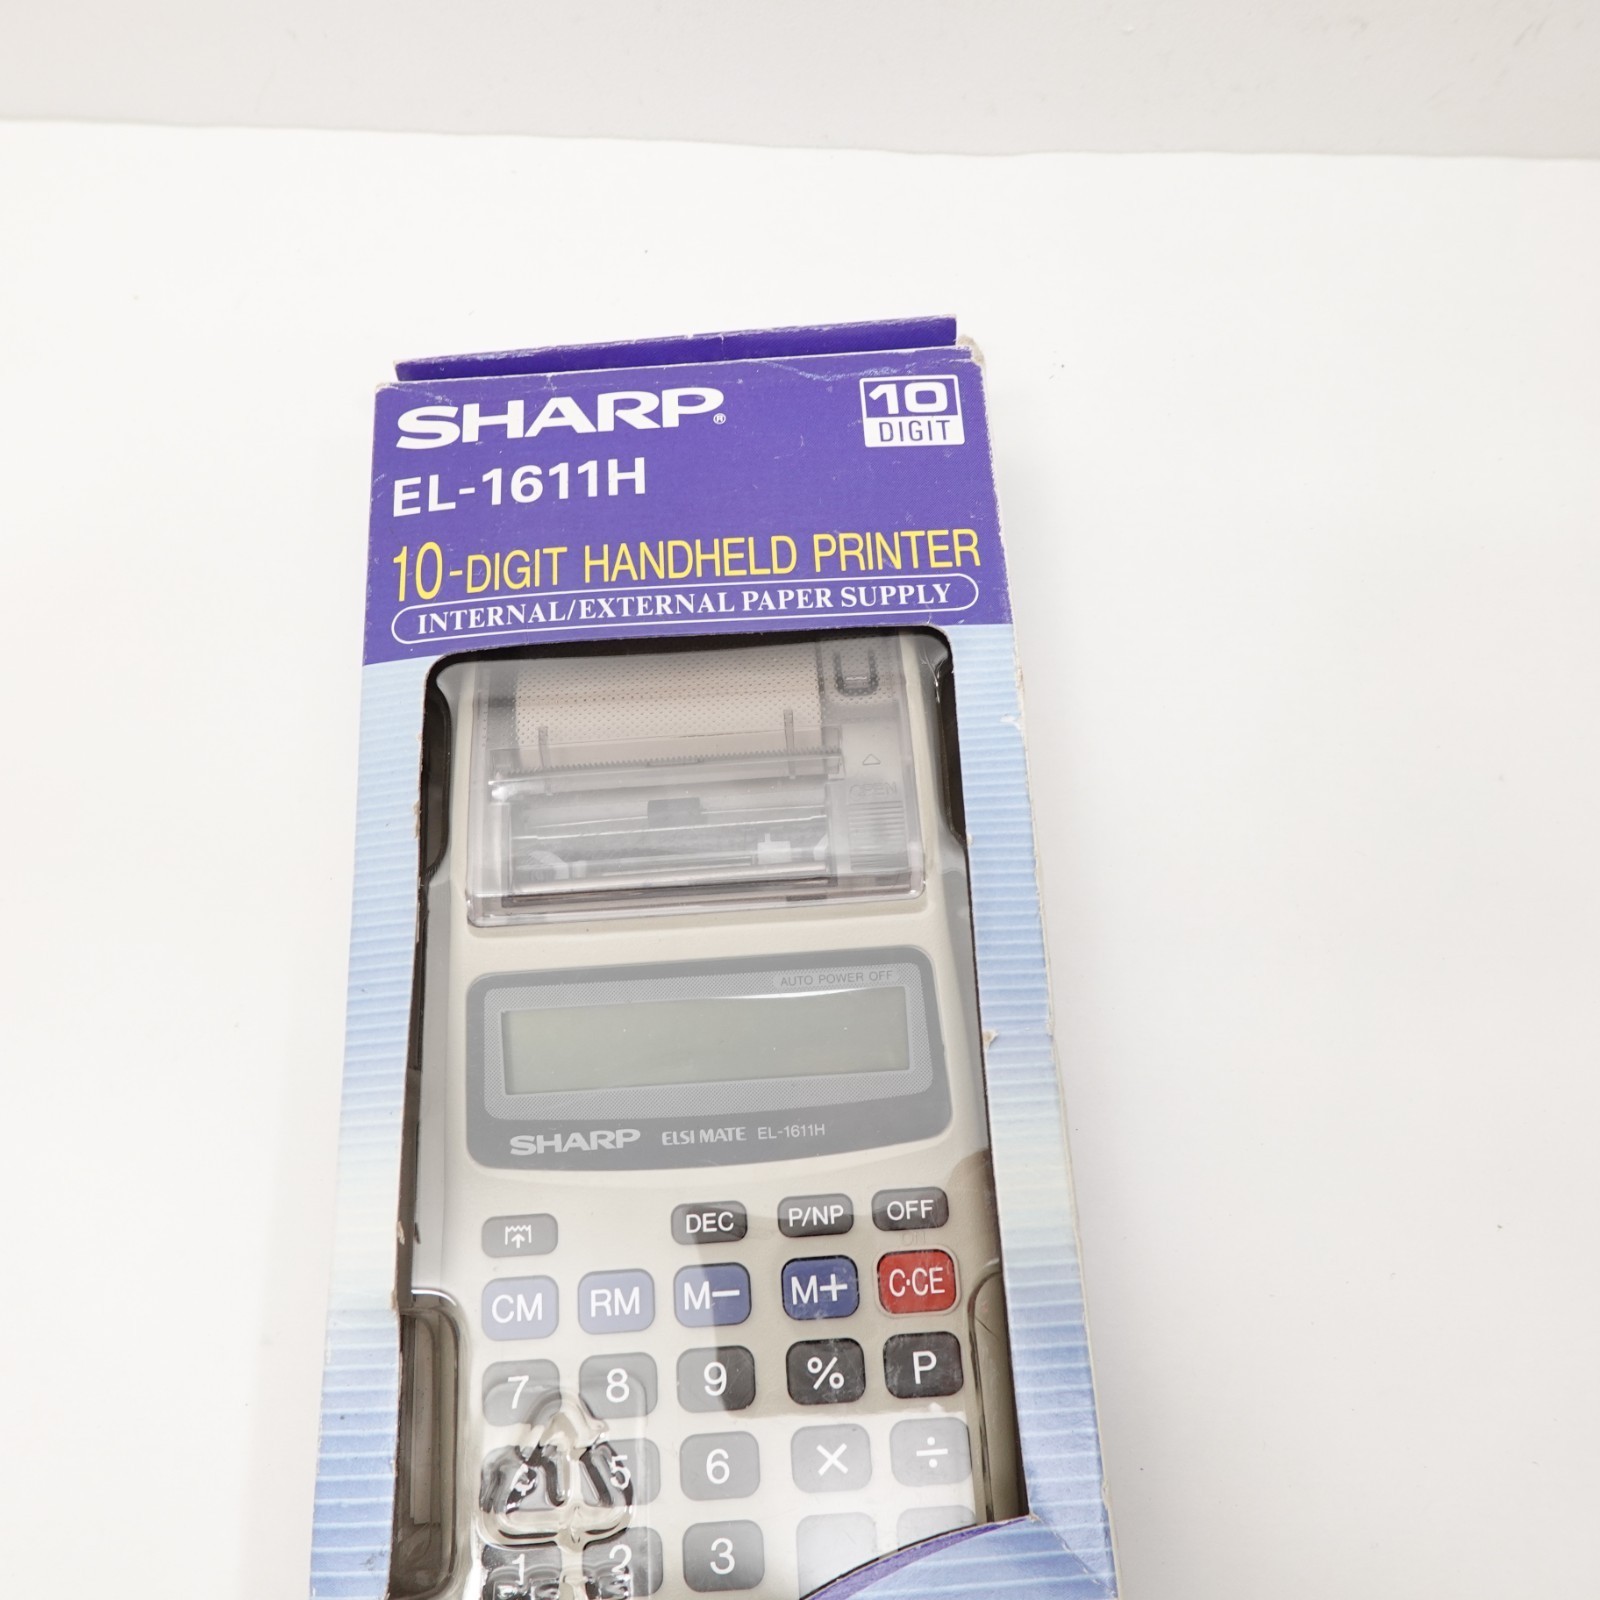 SHARP®
10
DIGIT
EL-1611H
10-DIGIT HANDHELD PRINTER
INTERNAL/EXTERNAL PAPER SUPPLY
OPEN
AUTO POWER OFF
SHARP ELSI MATE EL-1611H
DEC P/NP OFF
CM RM M− M+ C·CE
7 8 9 % P
4 5 6 × ÷
1 2 3